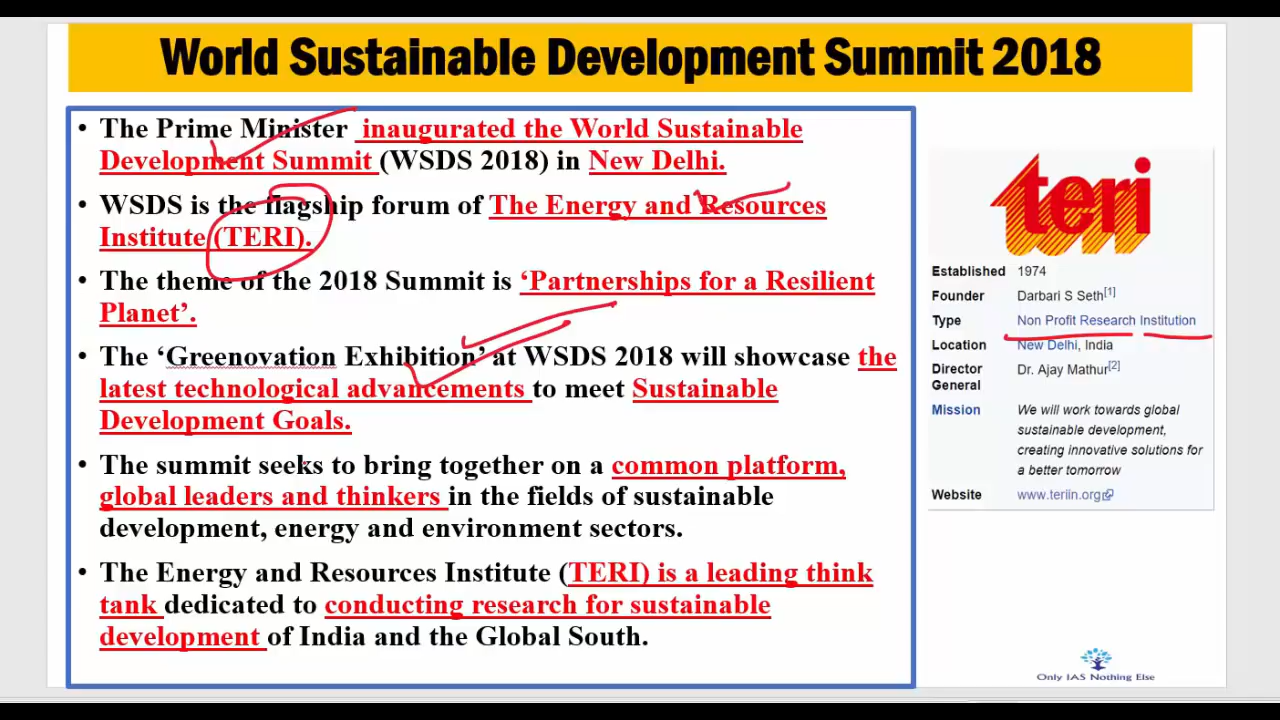 World Sustainable Development Summit 2018
• The Prime Minister inaugurated the World Sustainable
Development Summit (WSDS 2018) in New Delhi.
• WSDS is the flagship forum of The Energy and Resources
Institute (TERI).
• The theme of the 2018 Summit is ‘Partnerships for a Resilient
Planet’.
• The ‘Greenovation Exhibition’ at WSDS 2018 will showcase the
latest technological advancements to meet Sustainable
Development Goals.
• The summit seeks to bring together on a common platform,
global leaders and thinkers in the fields of sustainable
development, energy and environment sectors.
• The Energy and Resources Institute (TERI) is a leading think
tank dedicated to conducting research for sustainable
development of India and the Global South.
teri
Established 1974
Founder Darbari S Seth[1]
Type Non Profit Research Institution
Location New Delhi, India
Director Dr. Ajay Mathur[2]
General
Mission We will work towards global
sustainable development,
creating innovative solutions for
a better tomorrow
Website www.teriin.org
Only IAS Nothing Else